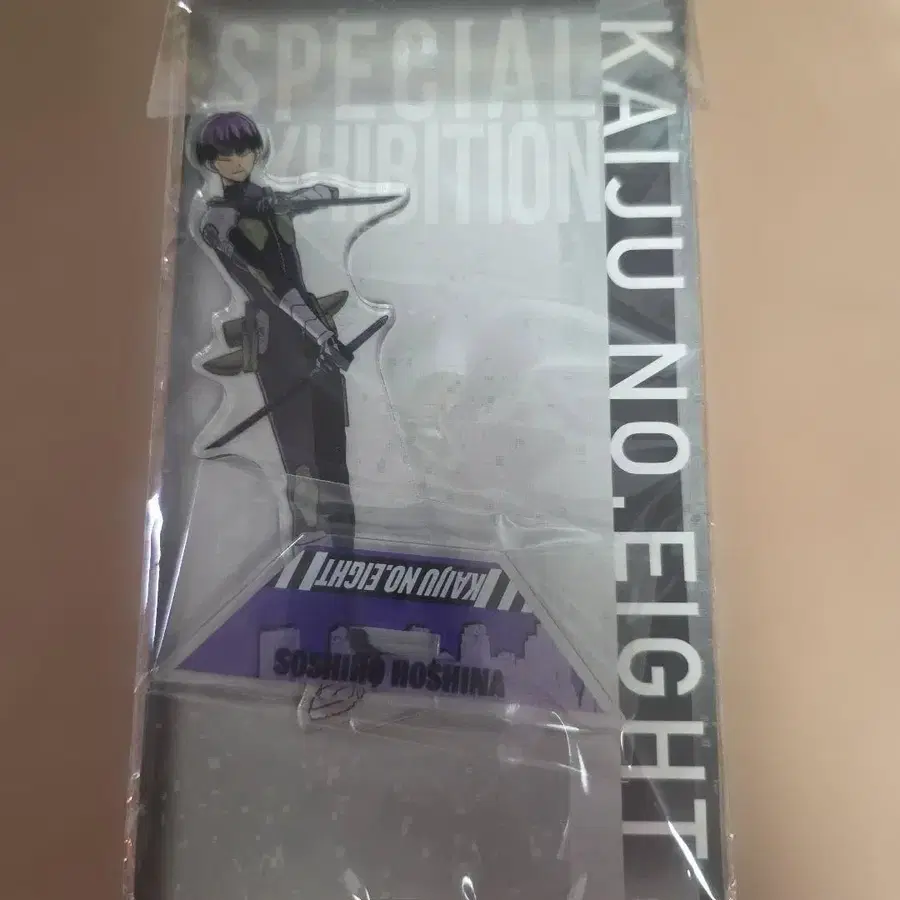 SPECIAL
EXHIBITION
KAIJU NO.EIGHT
KAIJU NO.EIGHT
SOSHIRO HOSHINA